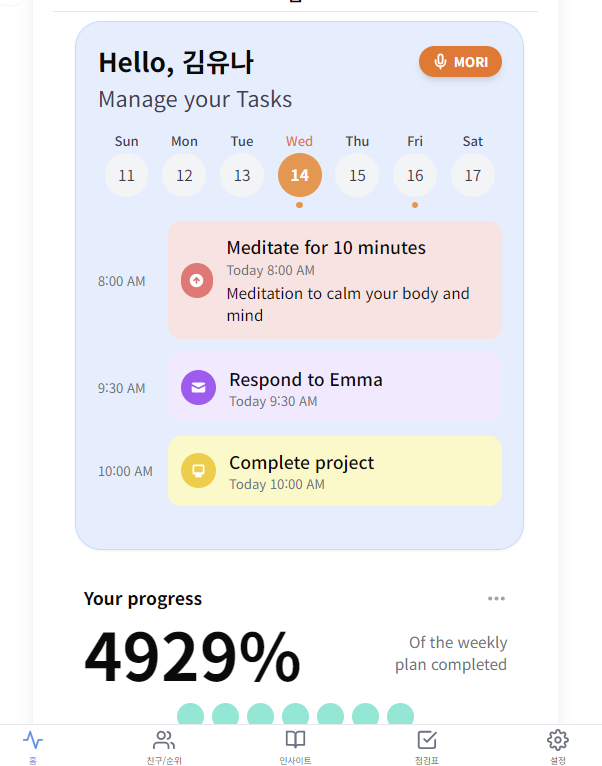 Hello, 김유나
MORI
Manage your Tasks
Sun Mon Tue Wed Thu Fri Sat
11 12 13 14 15 16 17
8:00 AM
Meditate for 10 minutes
Today 8:00 AM
Meditation to calm your body and
mind
9:30 AM
Respond to Emma
Today 9:30 AM
10:00 AM
Complete project
Today 10:00 AM
Your progress
4929%
Of the weekly
plan completed
홈 친구/순위 인사이트 점검표 설정